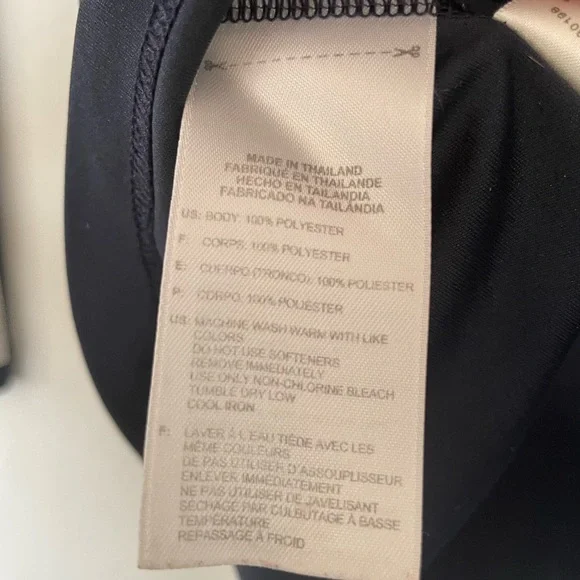 MADE IN THAILAND
FABRIQUÉ EN THAILANDE
HECHO EN TAILANDIA
FABRICADO NA TAILÂNDIA
US: BODY: 100% POLYESTER
F: CORPS: 100% POLYESTER
E: CUERPO (TRONCO): 100% POLIESTER
P: CORPO: 100% POLIESTER
US: MACHINE WASH WARM WITH LIKE
COLORS
DO NOT USE SOFTENERS
REMOVE IMMEDIATELY
USE ONLY NON-CHLORINE BLEACH
TUMBLE DRY LOW
COOL IRON
F: LAVER À L'EAU TIÈDE AVEC LES
MÊME COULEURS
DE PAS UTILISER D'ASSOUPLISSEUR
ENLEVER IMMÉDIATEMENT
NE PAS UTILISER DE JAVELISANT
SÉCHAGE PAR CULBUTAGE À BASSE
TEMPÉRATURE
REPASSAGE À FROID